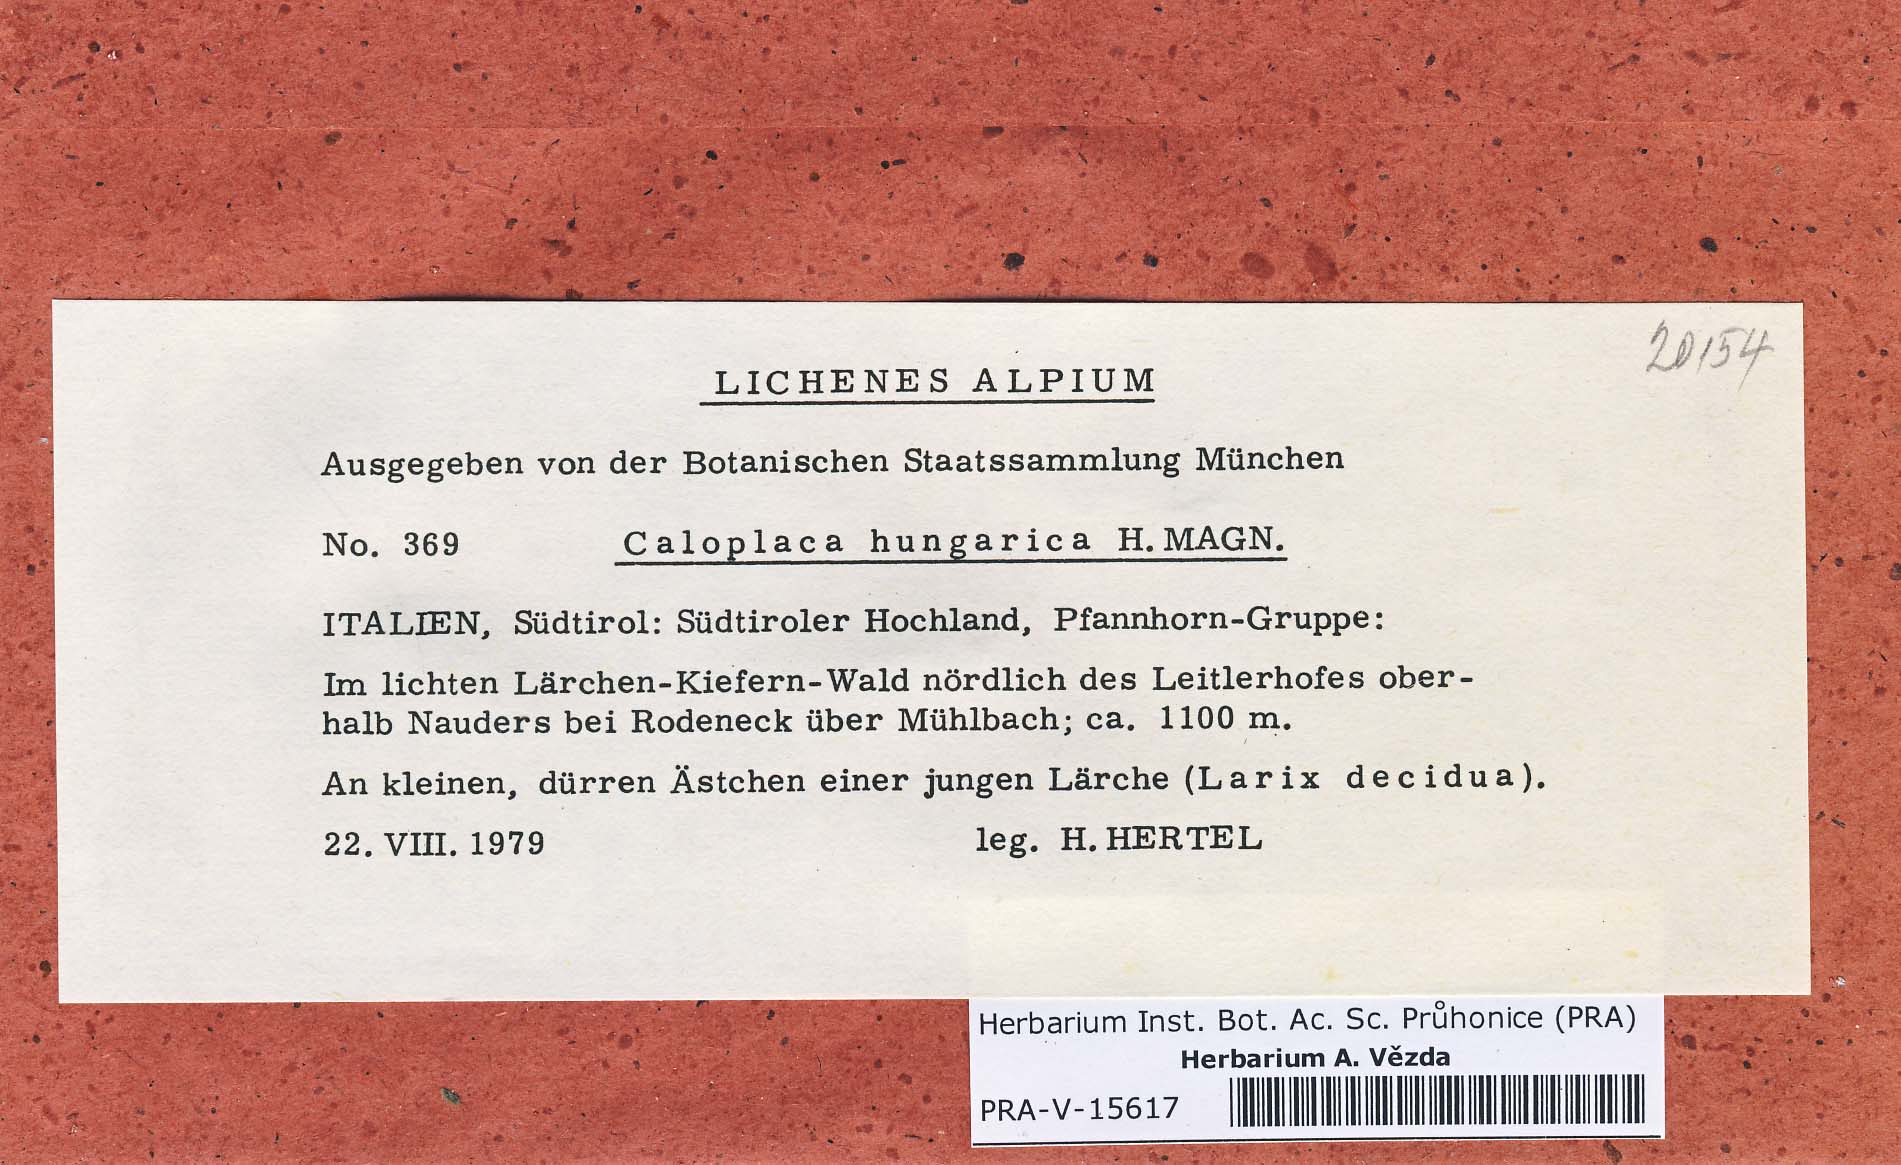 20154
LICHENES ALPIUM
Ausgegeben von der Botanischen Staatssammlung München
No. 369 Caloplaca hungarica H. MAGN.
ITALIEN, Südtirol: Südtiroler Hochland, Pfannhorn-Gruppe:
Im lichten Lärchen-Kiefern-Wald nördlich des Leitlerhofes ober-
halb Nauders bei Rodeneck über Mühlbach; ca. 1100 m.
An kleinen, dürren Ästchen einer jungen Lärche (Larix decidua).
22. VIII. 1979 leg. H. HERTEL
Herbarium Inst. Bot. Ac. Sc. Průhonice (PRA)
Herbarium A. Vězda
PRA-V-15617